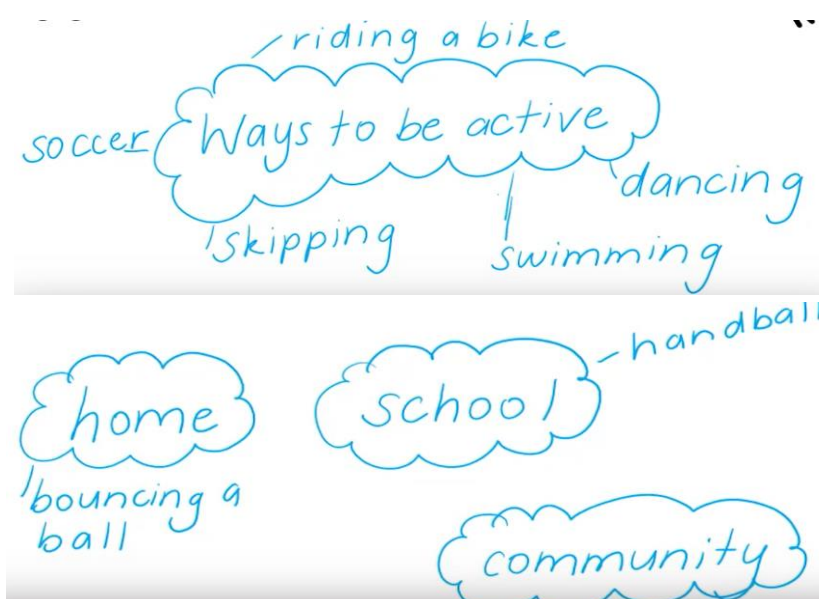 riding a bike
soccer
Ways to be active
dancing
skipping
swimming
handball
home
school
bouncing a
ball
community